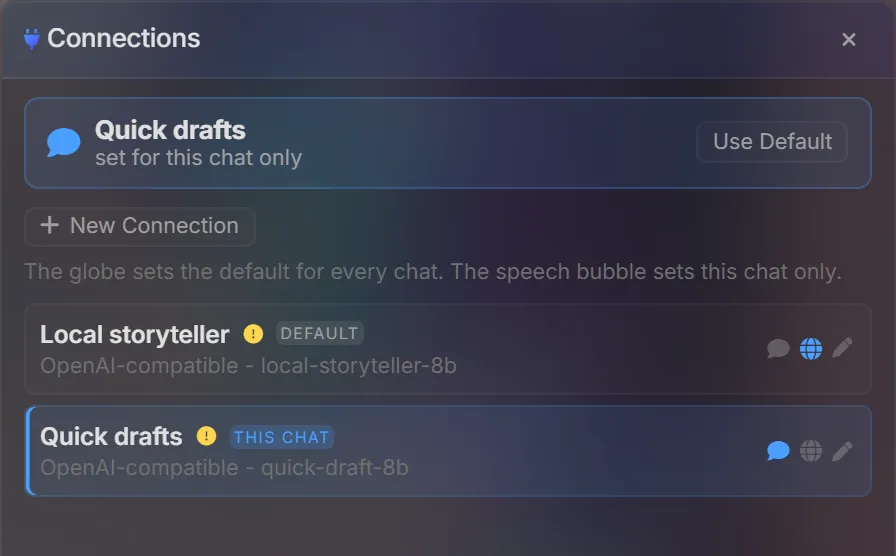 Connections
Quick drafts
set for this chat only
Use Default
New Connection
The globe sets the default for every chat. The speech bubble sets this chat only.
Local storyteller
DEFAULT
OpenAI-compatible - local-storyteller-8b
Quick drafts
THIS CHAT
OpenAI-compatible - quick-draft-8b